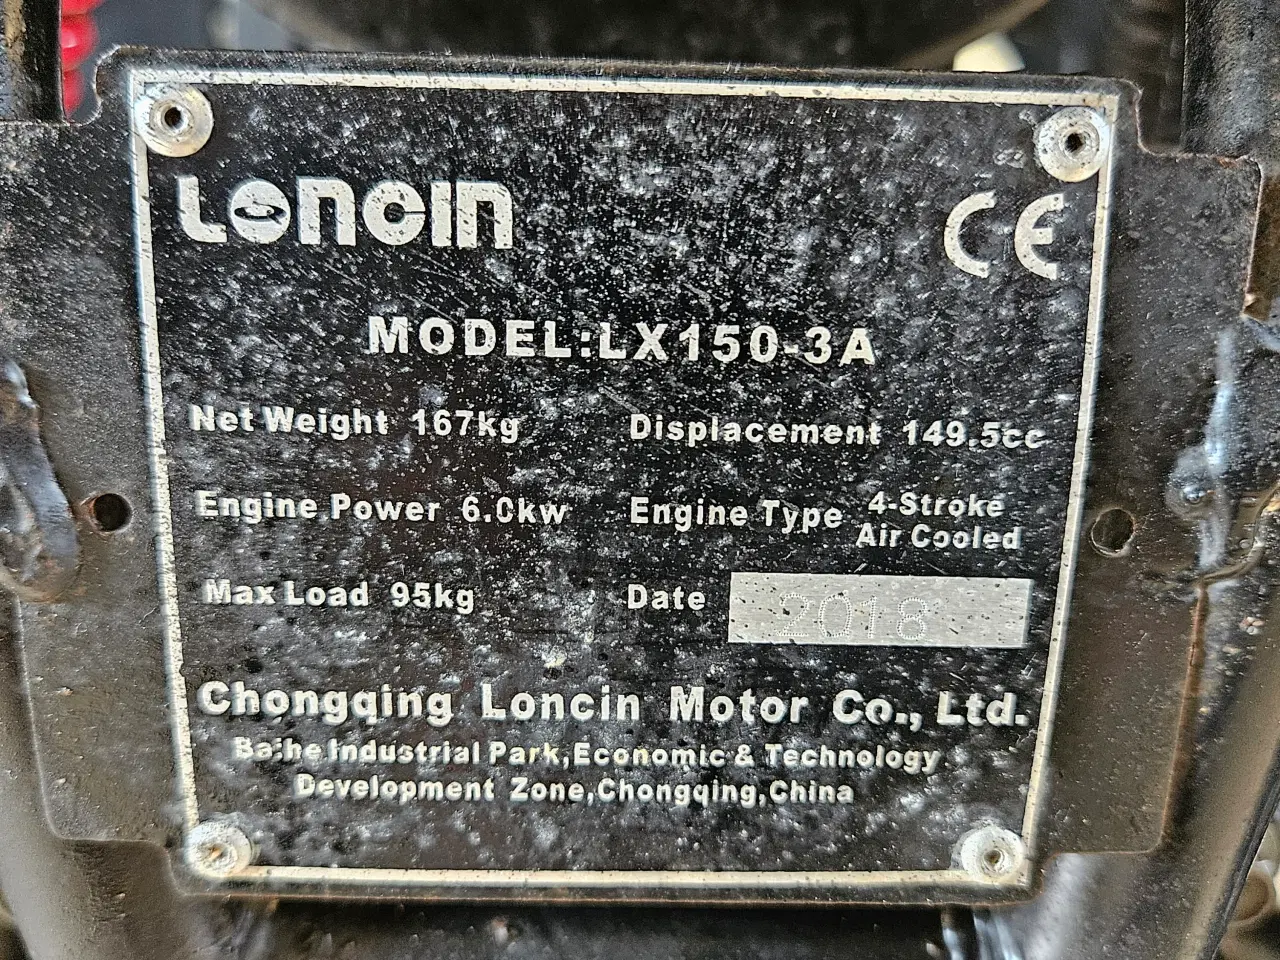 LONCIN
CE
MODEL:LX150-3A
Net Weight 167kg
Displacement 149.5cc
Engine Power 6.0kw
Engine Type 4-Stroke
Air Cooled
Max Load 95kg
Date 2018
Chongqing Loncin Motor Co., Ltd.
Baihe Industrial Park,Economic & Technology
Development Zone,Chongqing,China